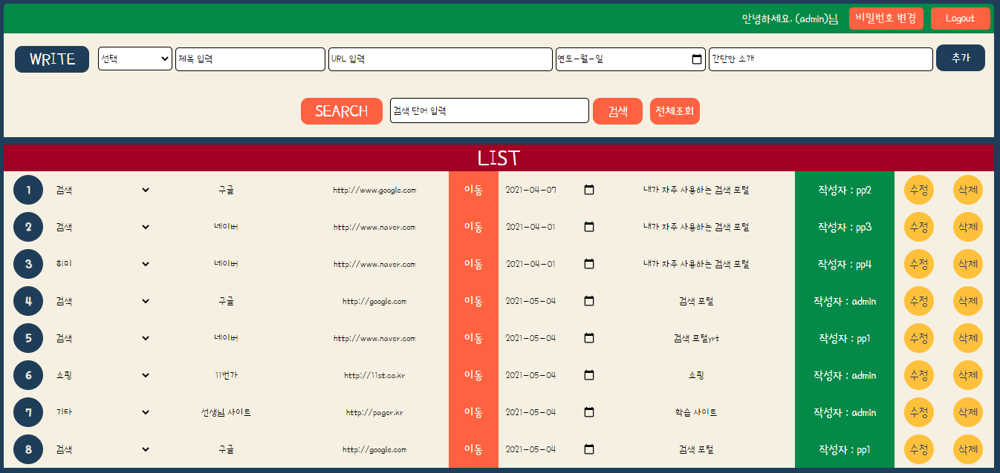 안녕하세요. (admin)님 비밀번호 변경 Logout
WRITE 선택 제목 입력 URL 입력 연도-월-일 간단한 소개 추가
SEARCH 검색 단어 입력 검색 전체조회
LIST
1 검색 구글 http://www.google.com 이동 2021-04-07 내가 자주 사용하는 검색 포털 작성자 : pp2 수정 삭제
2 검색 네이버 http://www.naver.com 이동 2021-04-01 내가 자주 사용하는 검색 포털 작성자 : pp3 수정 삭제
3 취미 네이버 http://www.naver.com 이동 2021-04-01 내가 자주 사용하는 검색 포털 작성자 : pp4 수정 삭제
4 검색 구글 http://google.com 이동 2021-05-04 검색 포털 작성자 : admin 수정 삭제
5 검색 네이버 http://www.naver.com 이동 2021-05-04 검색 포털yrt 작성자 : pp1 수정 삭제
6 쇼핑 11번가 http://11st.co.kr 이동 2021-05-04 쇼핑 작성자 : admin 수정 삭제
7 기타 선생님 사이트 http://pager.kr 이동 2021-05-04 학습 사이트 작성자 : admin 수정 삭제
8 검색 구글 http://google.com 이동 2021-05-04 검색 포털 작성자 : pp1 수정 삭제